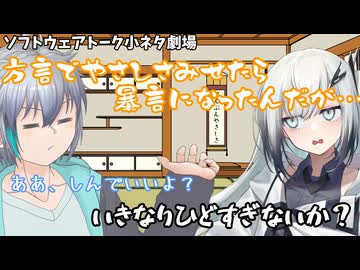 ソフトウェアトーク小ネタ劇場
方言でやさしさみせたら
暴言になったんだが…
ああ、しんでいいよ？
いきなりひどすぎないか？